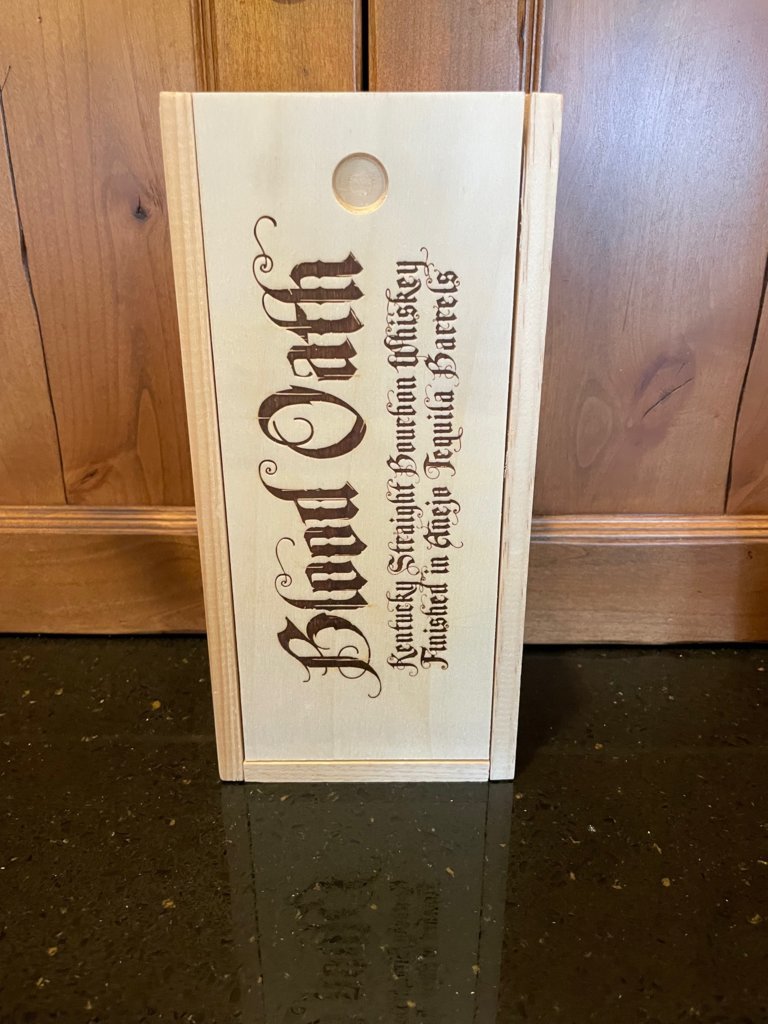 Blood Oath
Kentucky Straight Bourbon Whiskey
Finished in Añejo Tequila Barrels